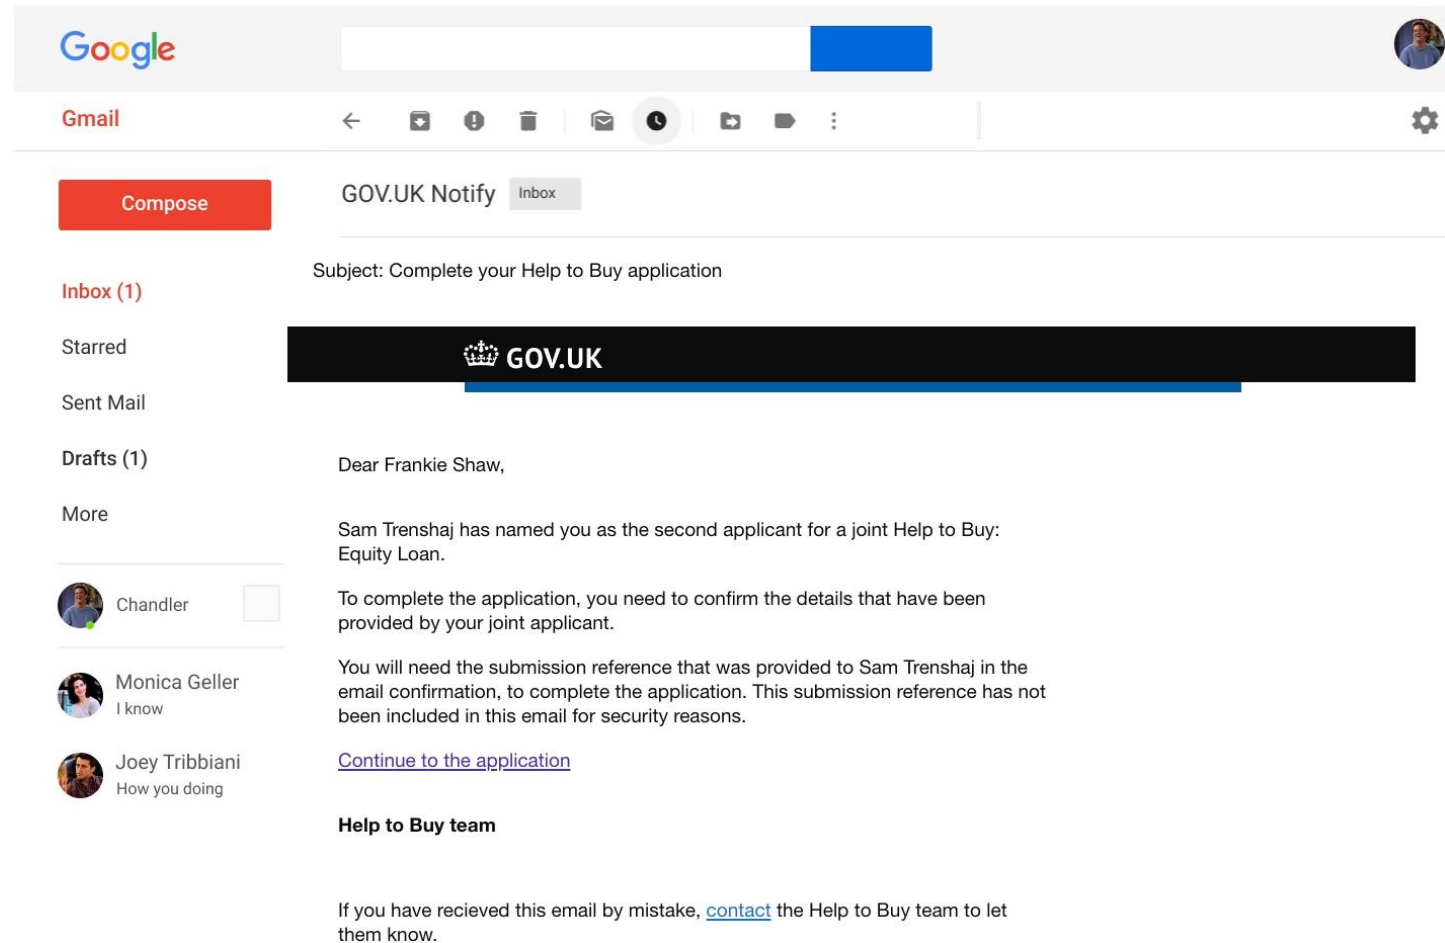 Google
Gmail
Compose
GOV.UK Notify
Inbox
Subject: Complete your Help to Buy application
Inbox (1)
Starred
Sent Mail
Drafts (1)
More
Chandler
Monica Geller
I know
Joey Tribbiani
How you doing
GOV.UK
Dear Frankie Shaw,
Sam Trenshaj has named you as the second applicant for a joint Help to Buy:
Equity Loan.
To complete the application, you need to confirm the details that have been
provided by your joint applicant.
You will need the submission reference that was provided to Sam Trenshaj in the
email confirmation, to complete the application. This submission reference has not
been included in this email for security reasons.
Continue to the application
Help to Buy team
If you have recieved this email by mistake, contact the Help to Buy team to let
them know.